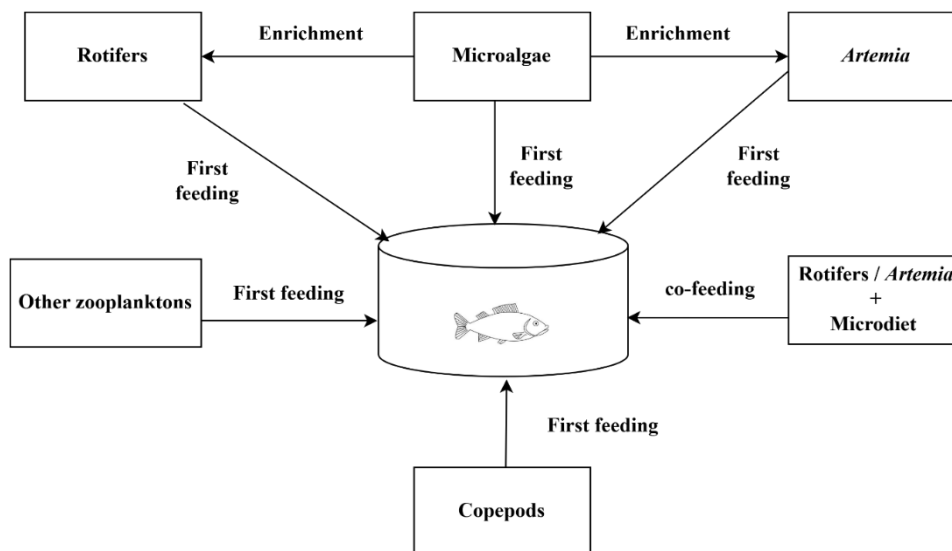 Rotifers
Enrichment
Microalgae
Enrichment
Artemia
First
feeding
First
feeding
First
feeding
Other zooplanktons
First feeding
co-feeding
Rotifers / Artemia
+
Microdiet
First feeding
Copepods